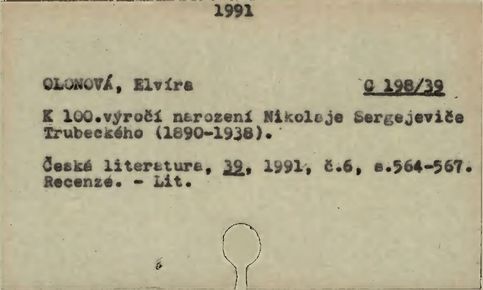 1991
OLONOVÁ, Elvíra C 198/39
K 100.výročí narození Nikolaje Sergejeviče
Trubeckého (1890-1938).
Česká literatura, 39, 1991, č.6, s.564-567.
Recenze. - Lit.